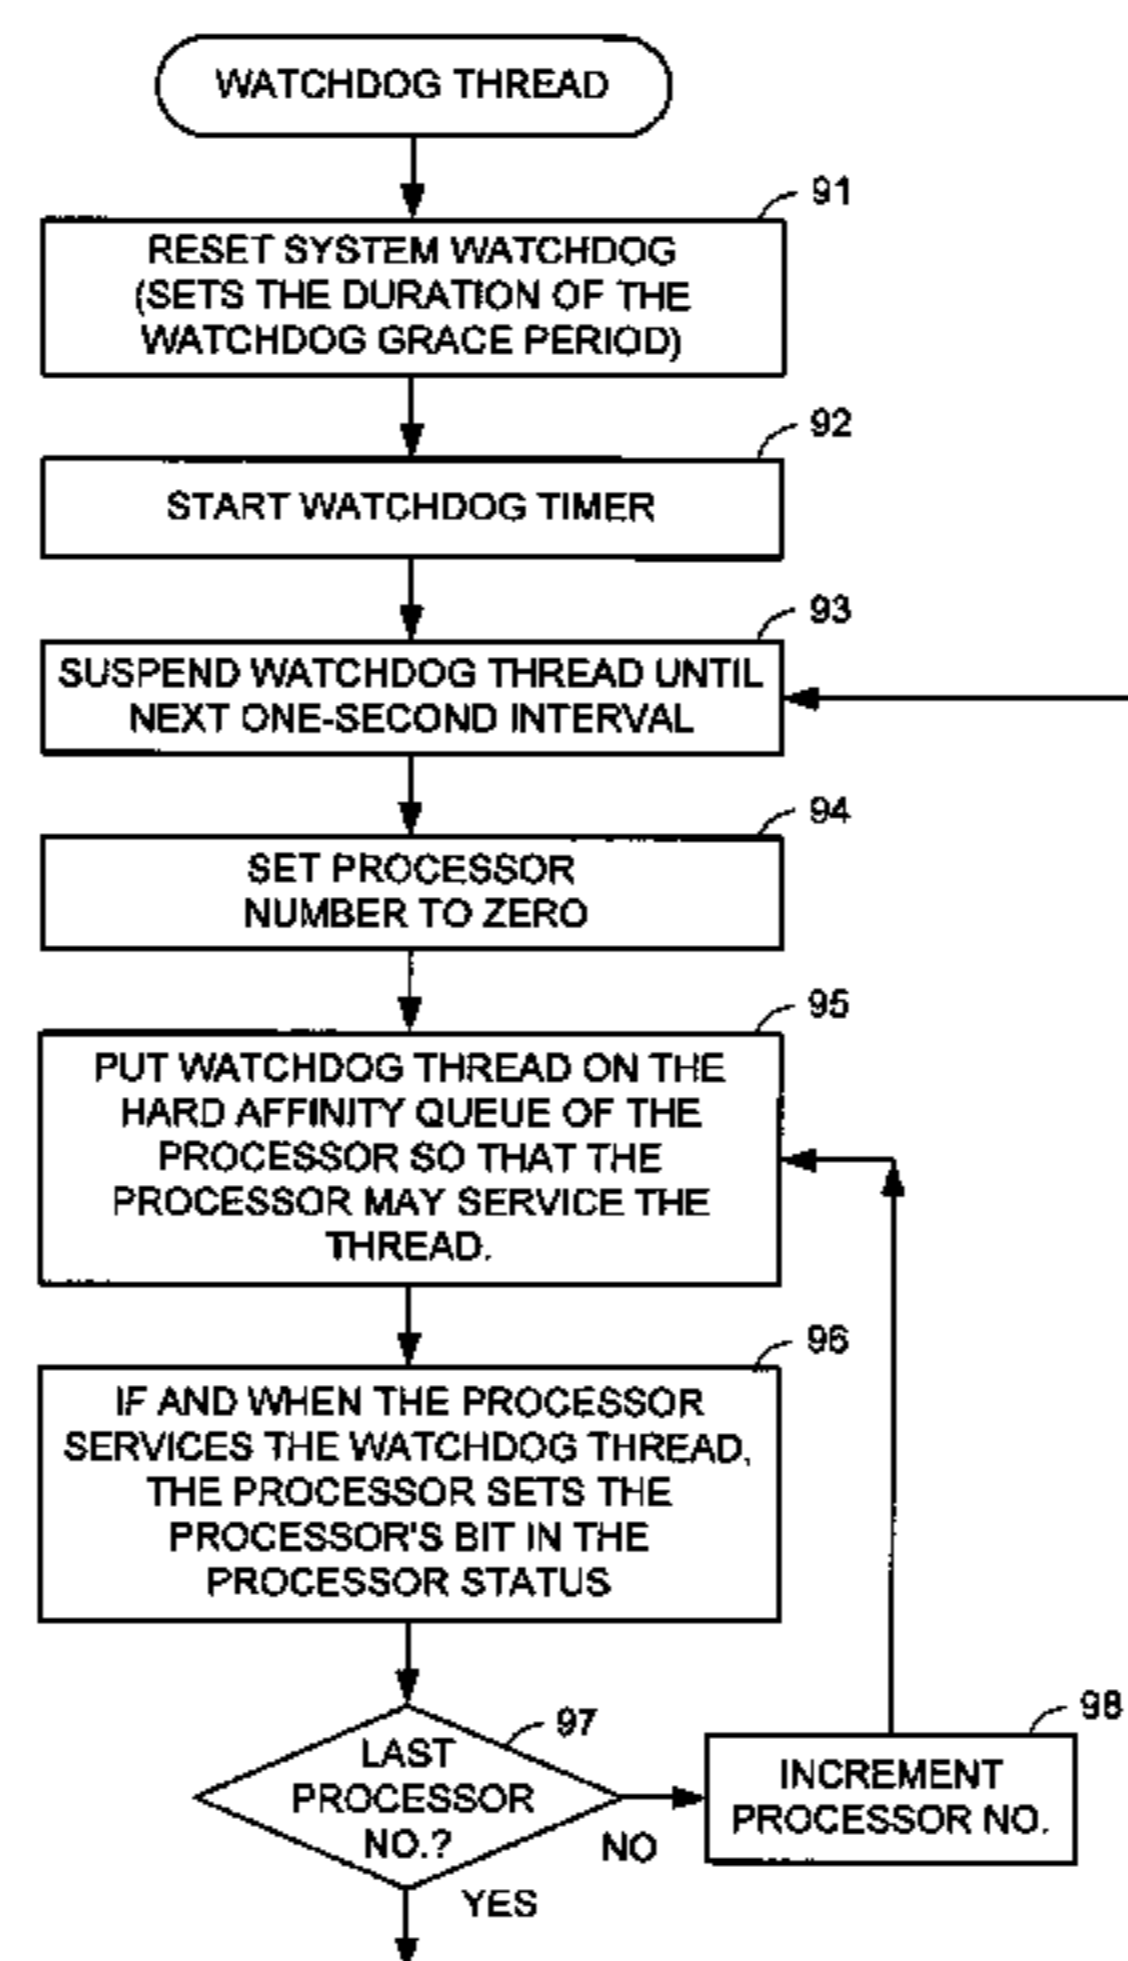 WATCHDOG THREAD
91
RESET SYSTEM WATCHDOG
(SETS THE DURATION OF THE
WATCHDOG GRACE PERIOD)
92
START WATCHDOG TIMER
93
SUSPEND WATCHDOG THREAD UNTIL
NEXT ONE-SECOND INTERVAL
94
SET PROCESSOR
NUMBER TO ZERO
95
PUT WATCHDOG THREAD ON THE
HARD AFFINITY QUEUE OF THE
PROCESSOR SO THAT THE
PROCESSOR MAY SERVICE THE
THREAD.
96
IF AND WHEN THE PROCESSOR
SERVICES THE WATCHDOG THREAD,
THE PROCESSOR SETS THE
PROCESSOR'S BIT IN THE
PROCESSOR STATUS
97
LAST
PROCESSOR
NO.?
NO
YES
98
INCREMENT
PROCESSOR NO.